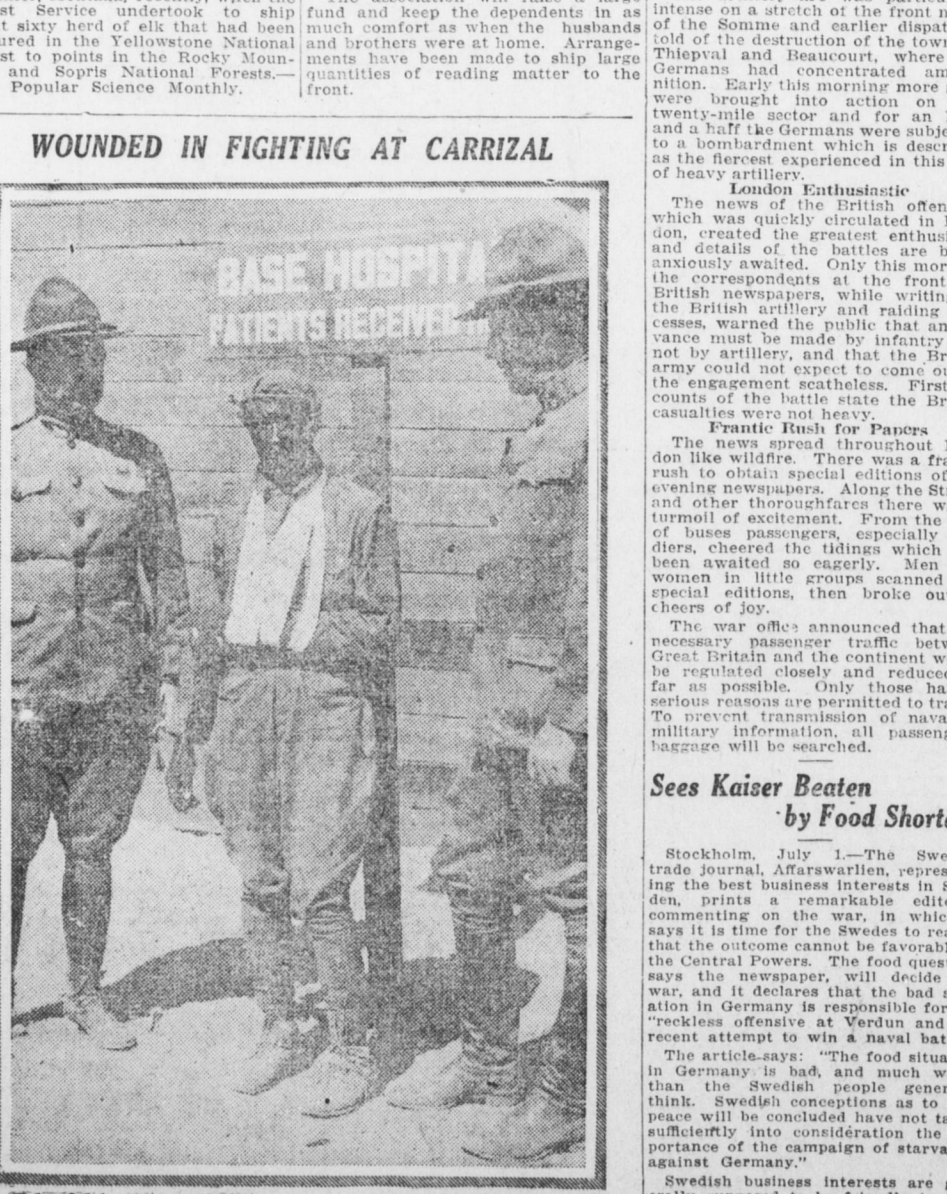 st Service undertook to ship
t sixty herd of elk that had been
ured in the Yellowstone National
st to points in the Rocky Moun-
and Sopris National Forests.—
Popular Science Monthly.
fund and keep the dependents in as
much comfort as when the husbands
and brothers were at home. Arrange-
ments have been made to ship large
quantities of reading matter to the
front.
WOUNDED IN FIGHTING AT CARRIZAL
BASE HOSPITA
PATIENTS RECEIVED
intense on a stretch of the front n
of the Somme and earlier dispat
told of the destruction of the town
Thiepval and Beaucourt, where
Germans had concentrated am
nition. Early this morning more
were brought into action on
twenty-mile sector and for an
and a haff the Germans were subje
to a bombardment which is descr
as the fiercest experienced in this
of heavy artillery.
London Enthusiastic
The news of the British offen
which was quickly circulated in
don, created the greatest enthusi
and details of the battles are b
anxiously awaited. Only this mor
the correspondents at the front
British newspapers, while writin
the British artillery and raiding
cesses, warned the public that an
vance must be made by infantry
not by artillery, and that the Br
army could not expect to come ou
the engagement scatheless. First
counts of the battle state the Br
casualties were not heavy.
Frantic Rush for Papers
The news spread throughout
don like wildfire. There was a fra
rush to obtain special editions of
evening newspapers. Along the St
and other thoroughfares there w
turmoil of excitement. From the
of buses passengers, especially
diers, cheered the tidings which
been awaited so eagerly. Men
women in little groups scanned
special editions, then broke ou
cheers of joy.
The war office announced that
necessary passenger traffic betw
Great Britain and the continent w
be regulated closely and reduced
far as possible. Only those ha
serious reasons are permitted to tra
To prevent transmission of nava
military information, all passeng
baggage will be searched.
Sees Kaiser Beaten
by Food Short
Stockholm, July 1.—The Swe
trade journal, Affarswarlien, repres
ing the best business interests in S
den, prints a remarkable edito
commenting on the war, in whic
says it is time for the Swedes to rea
that the outcome cannot be favorabl
the Central Powers. The food ques
says the newspaper, will decide
war, and it declares that the bad s
ation in Germany is responsible for
"reckless offensive at Verdun and
recent attempt to win a naval bat
The article says: "The food situa
in Germany is bad, and much w
than the Swedish people gener
think. Swedish conceptions as to
peace will be concluded have not ta
sufficiently into consideration the
portance of the campaign of starva
against Germany."
Swedish business interests are